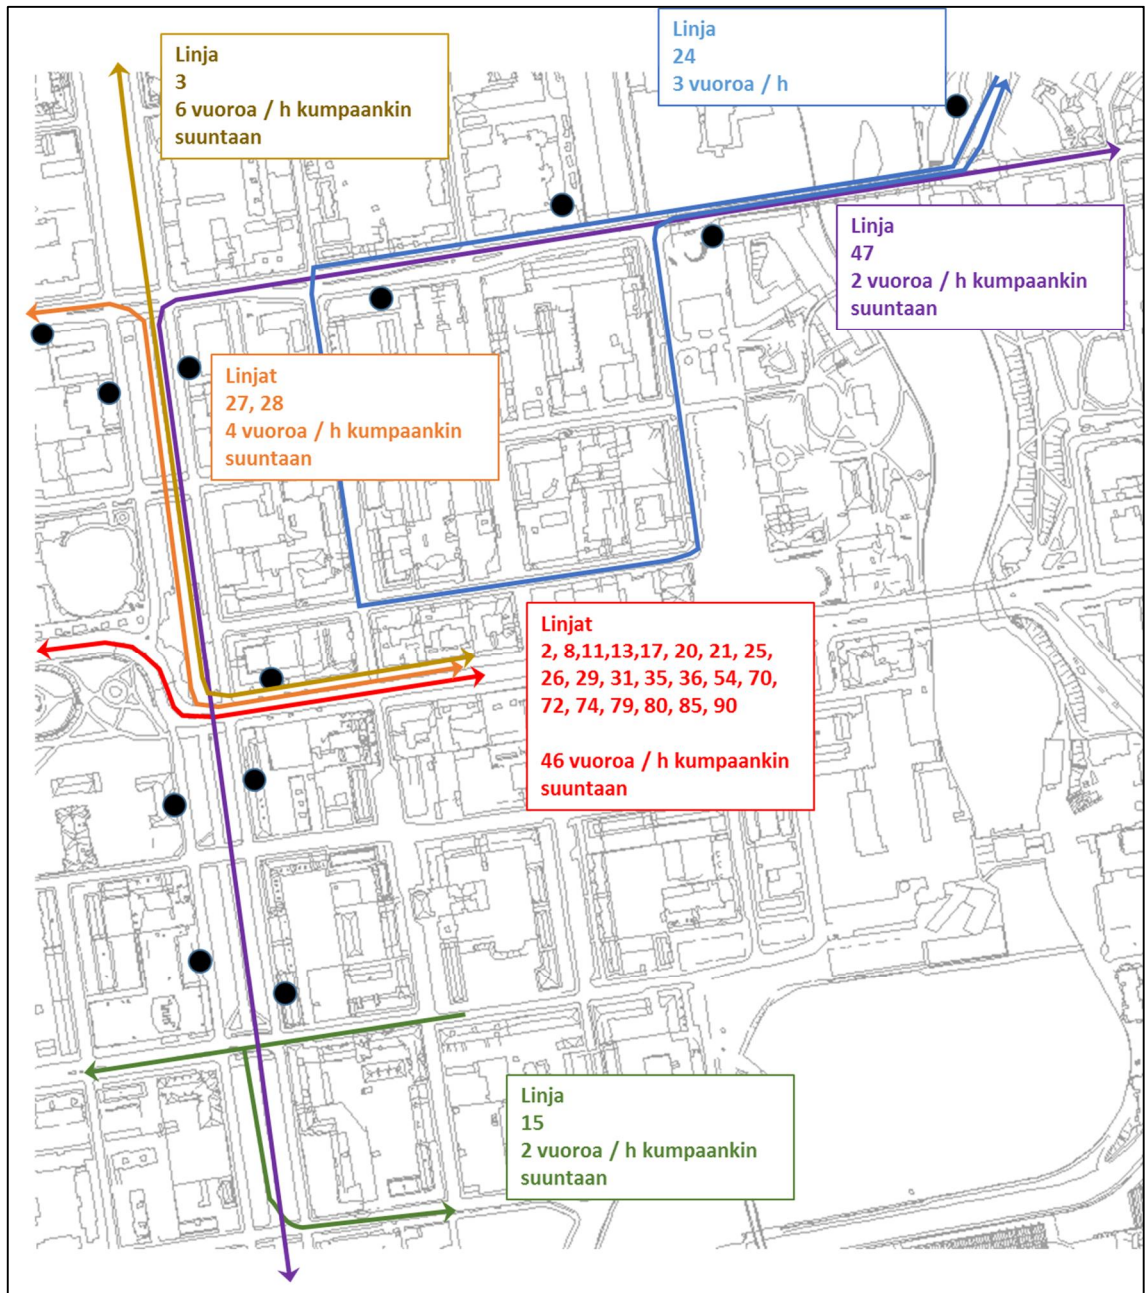 Linja
3
6 vuoroa / h kumpaankin
suuntaan
Linja
24
3 vuoroa / h
Linja
47
2 vuoroa / h kumpaankin
suuntaan
Linjat
27, 28
4 vuoroa / h kumpaankin
suuntaan
Linjat
2, 8,11,13,17, 20, 21, 25,
26, 29, 31, 35, 36, 54, 70,
72, 74, 79, 80, 85, 90
46 vuoroa / h kumpaankin
suuntaan
Linja
15
2 vuoroa / h kumpaankin
suuntaan